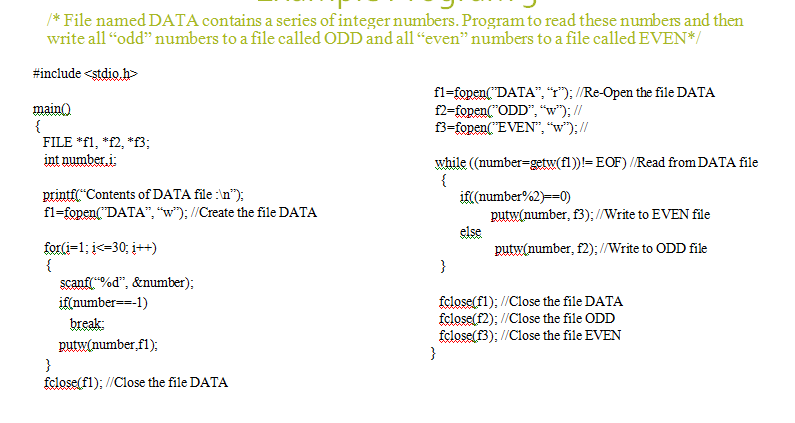 /* File named DATA contains a series of integer numbers. Program to read these numbers and then
write all “odd” numbers to a file called ODD and all “even” numbers to a file called EVEN*/
#include <stdio.h>
main()
{
FILE *f1, *f2, *f3;
int number,i;
printf(“Contents of DATA file :\n”);
f1=fopen(”DATA”, “w”); //Create the file DATA
for(i=1; i<=30; i++)
{
scanf(“%d”, &number);
if(number==-1)
break;
putw(number,f1);
}
fclose(f1); //Close the file DATA
f1=fopen(”DATA”, “r”); //Re-Open the file DATA
f2=fopen(”ODD”, “w”); //
f3=fopen(”EVEN”, “w”); //
while ((number=getw(f1))!= EOF) //Read from DATA file
{
if((number%2)==0)
putw(number, f3); //Write to EVEN file
else
putw(number, f2); //Write to ODD file
}
fclose(f1); //Close the file DATA
fclose(f2); //Close the file ODD
fclose(f3); //Close the file EVEN
}